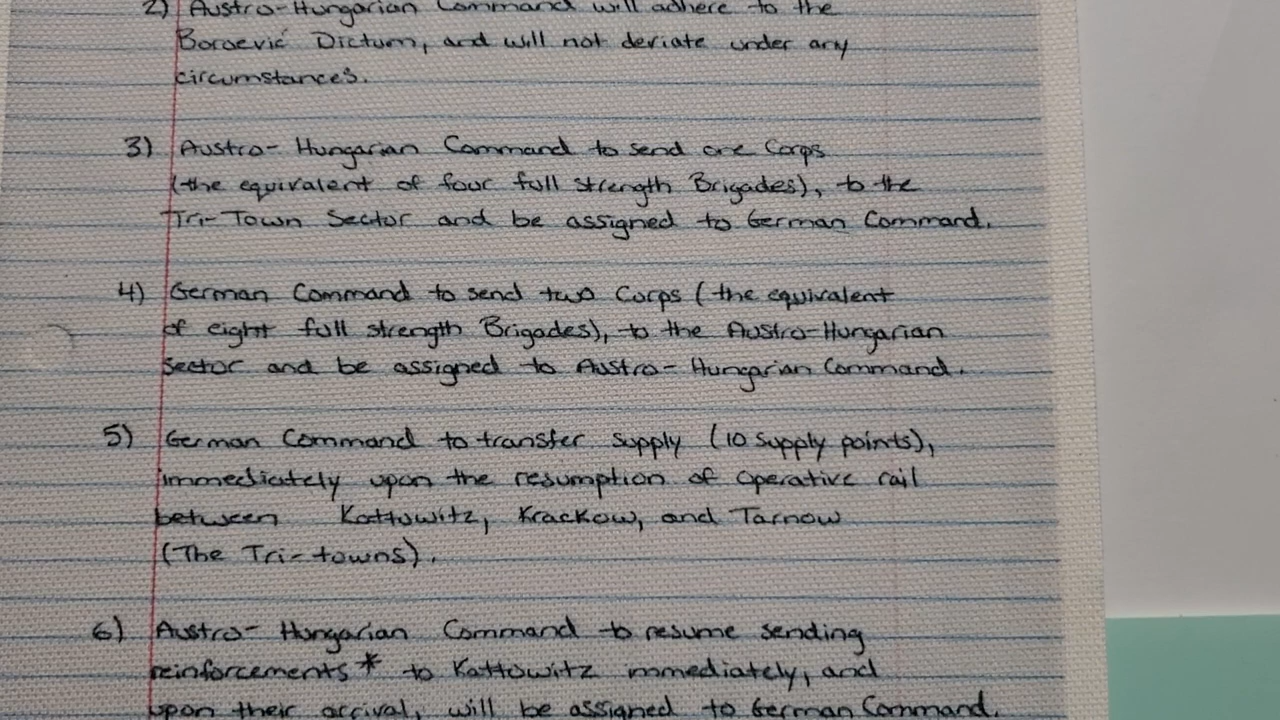 2) Austro-Hungarian Command will adhere to the
Boroević Dictum, and will not deviate under any
circumstances.
3) Austro-Hungarian Command to send one Corps
(the equivalent of four full strength Brigades), to the
Tri-Town Sector and be assigned to German Command.
4) German Command to send two Corps (the equivalent
of eight full strength Brigades), to the Austro-Hungarian
Sector and be assigned to Austro-Hungarian Command.
5) German Command to transfer supply (10 supply points),
immediately upon the resumption of operative rail
between Kattowitz, Krackow, and Tarnow
(The Tri-towns).
6) Austro-Hungarian Command to resume sending
reinforcements* to Kattowitz immediately, and
upon their arrival, will be assigned to German Command.